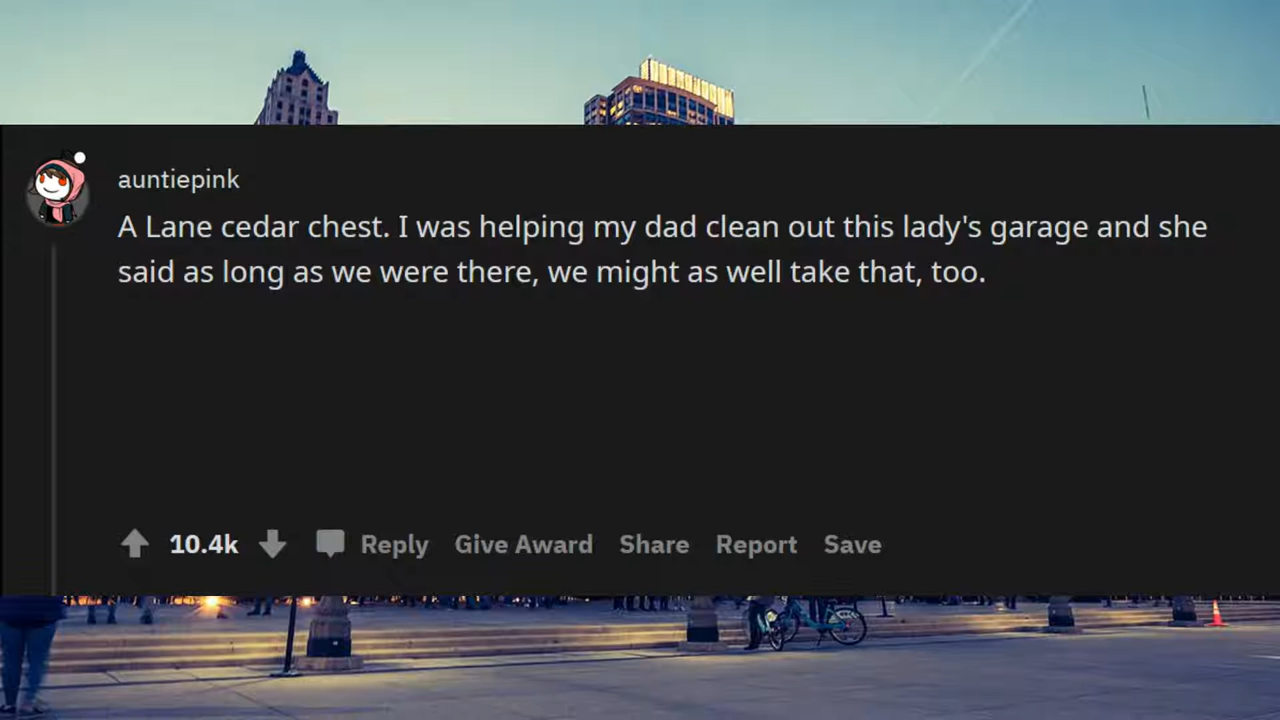 auntiepink
A Lane cedar chest. I was helping my dad clean out this lady's garage and she
said as long as we were there, we might as well take that, too.
10.4k Reply Give Award Share Report Save